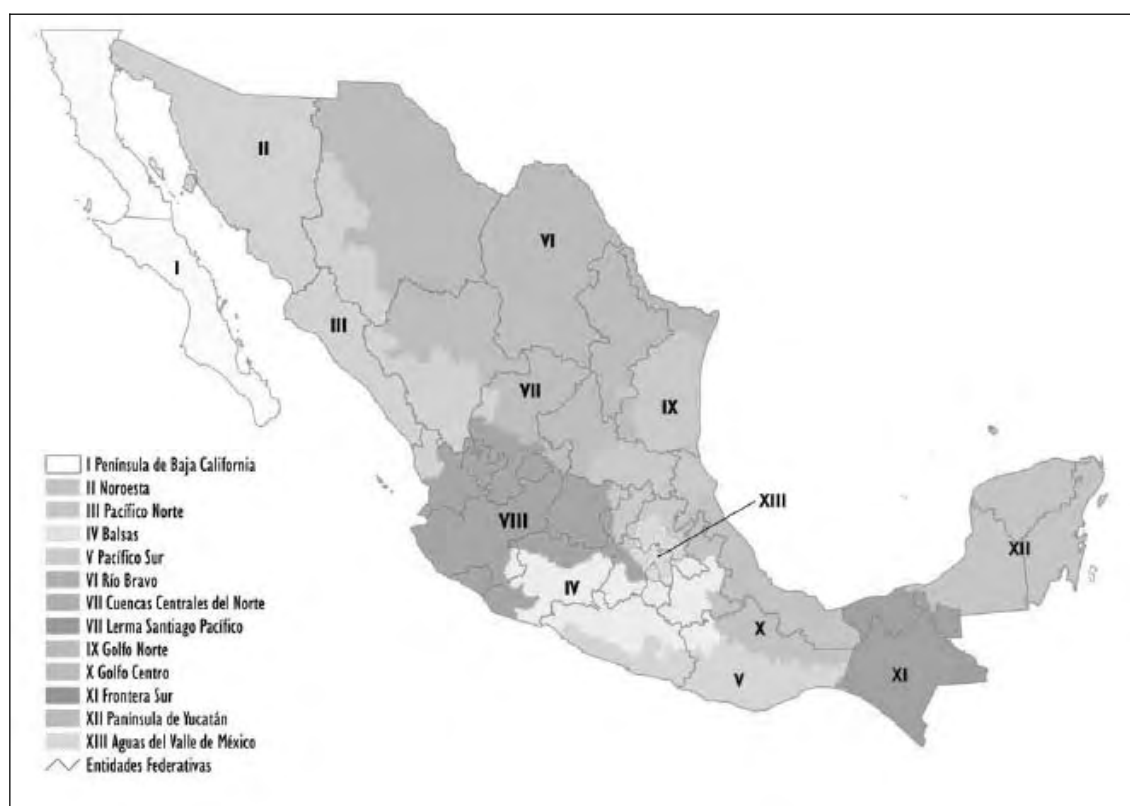 II
VI
I
III
VII
IX
XIII
VIII
XII
IV
X
V
XI
I Península de Baja California
II Noroesta
III Pacífico Norte
IV Balsas
V Pacífico Sur
VI Río Bravo
VII Cuencas Centrales del Norte
VII Lerma Santiago Pacífico
IX Golfo Norte
X Golfo Centro
XI Frontera Sur
XII Panínsula de Yucatán
XIII Aguas del Valle de México
Entidades Federativas